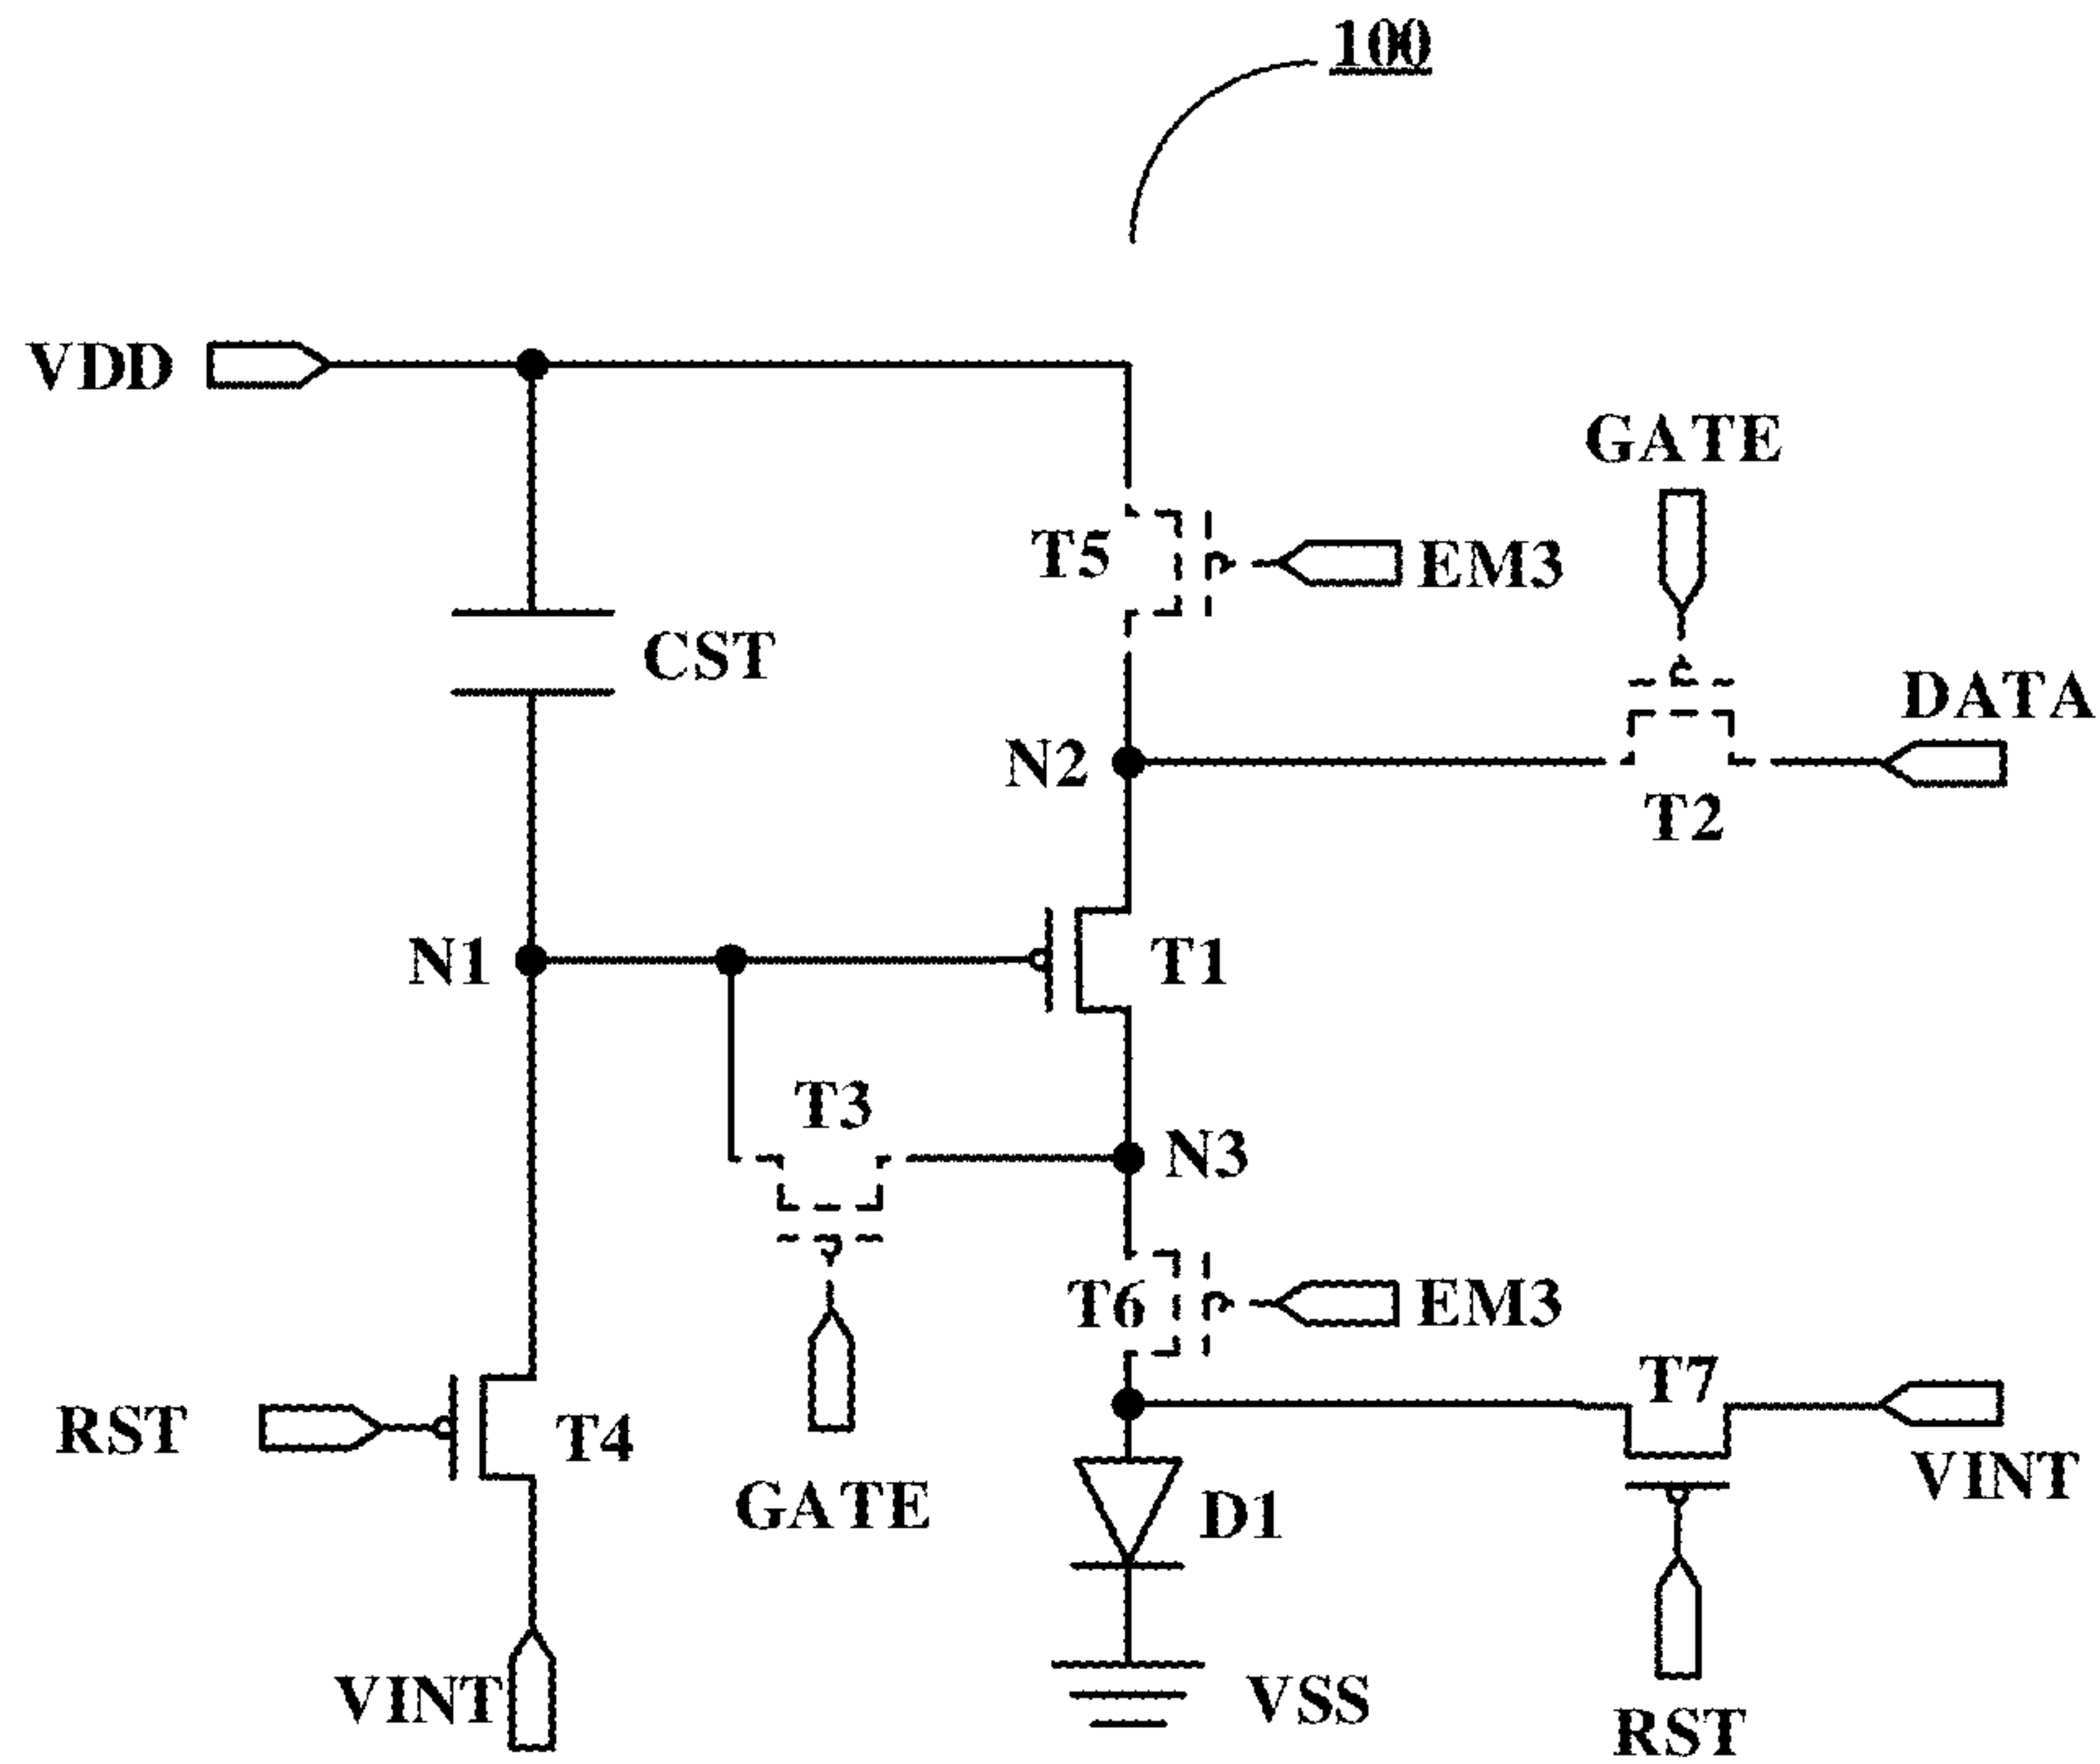 100
VDD
GATE
T5
EM3
CST
DATA
N2
T2
N1
T1
T3
N3
T6
EM3
T7
RST
T4
VINT
GATE
D1
VINT
VSS
RST